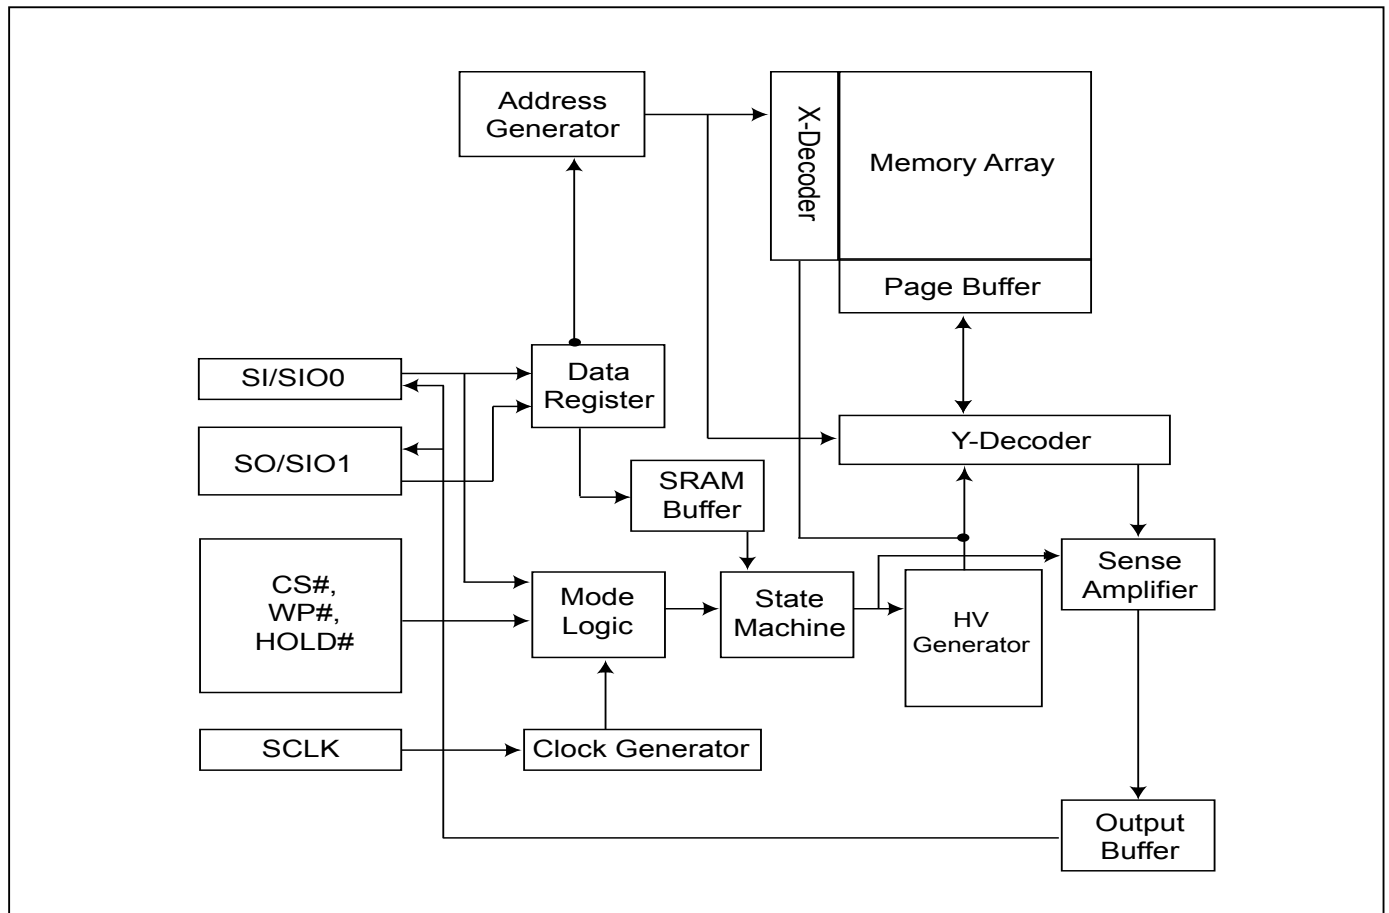 Address
Generator
X-Decoder
Memory Array
Page Buffer
SI/SIO0
Data
Register
SO/SIO1
Y-Decoder
SRAM
Buffer
CS#,
WP#,
HOLD#
Mode
Logic
State
Machine
HV
Generator
Sense
Amplifier
SCLK
Clock Generator
Output
Buffer